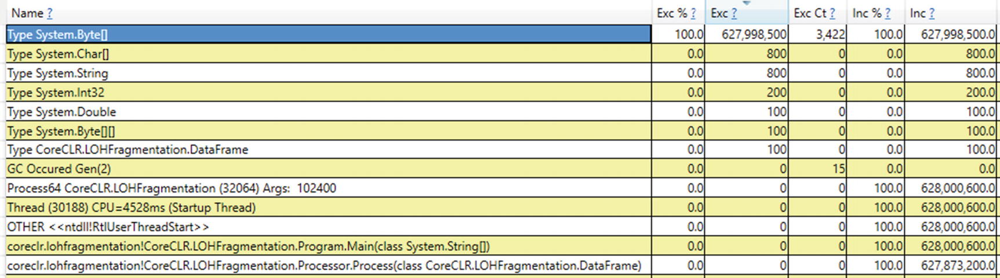 Name ? Exc % ? Exc ? Exc Ct ? Inc % ? Inc ?
Type System.Byte[] 100.0 627,998,500 3,422 100.0 627,998,500.0
Type System.Char[] 0.0 800 0 0.0 800.0
Type System.String 0.0 800 0 0.0 800.0
Type System.Int32 0.0 200 0 0.0 200.0
Type System.Double 0.0 100 0 0.0 100.0
Type System.Byte[][] 0.0 100 0 0.0 100.0
Type CoreCLR.LOHFragmentation.DataFrame 0.0 100 0 0.0 100.0
GC Occured Gen(2) 0.0 0 15 0.0 0.0
Process64 CoreCLR.LOHFragmentation (32064) Args:  102400 0.0 0 0 100.0 628,000,600.0
Thread (30188) CPU=4528ms (Startup Thread) 0.0 0 0 100.0 628,000,600.0
OTHER <<ntdll!RtlUserThreadStart>> 0.0 0 0 100.0 628,000,600.0
coreclr.lohfragmentation!CoreCLR.LOHFragmentation.Program.Main(class System.String[]) 0.0 0 0 100.0 628,000,600.0
coreclr.lohfragmentation!CoreCLR.LOHFragmentation.Processor.Process(class CoreCLR.LOHFragmentation.DataFrame) 0.0 0 0 100.0 627,873,200.0